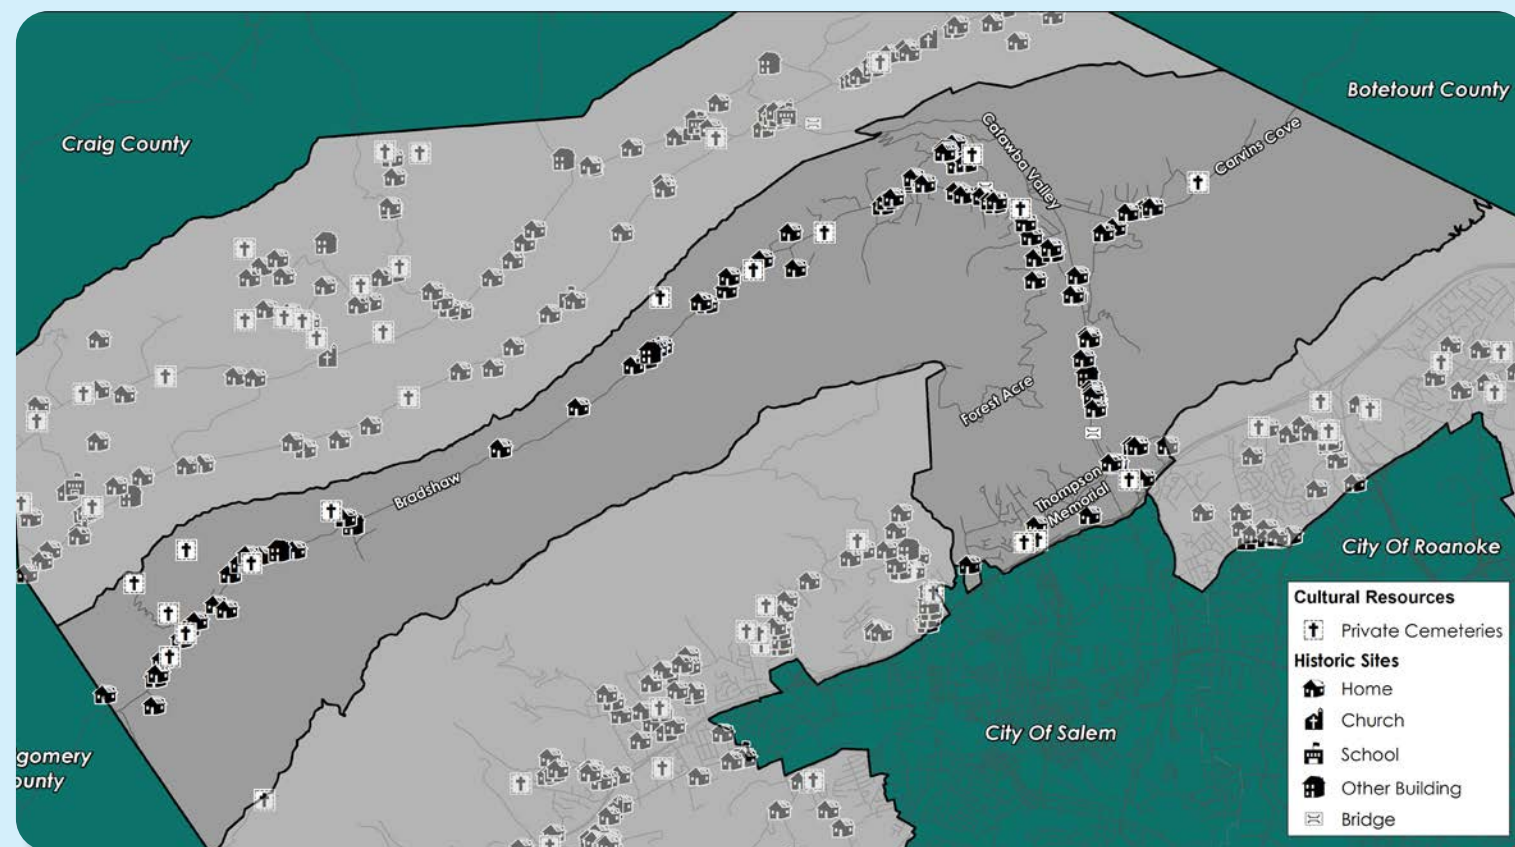 Craig County
Botetourt County
Catawba Valley
Carvins Cove
Forest Acre
Bradshaw
Thompson
Memorial
City Of Roanoke
City Of Salem
gomery
ounty
Cultural Resources
Private Cemeteries
Historic Sites
Home
Church
School
Other Building
Bridge